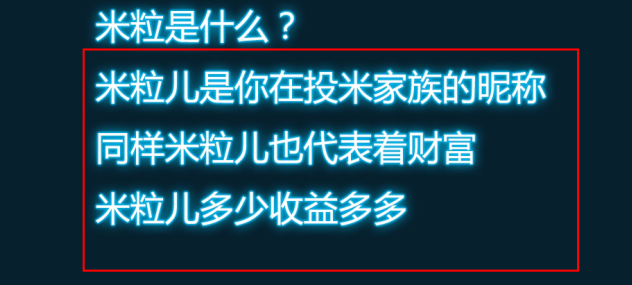 米粒是什么？
米粒儿是你在投米家族的昵称
同样米粒儿也代表着财富
米粒儿多少收益多多